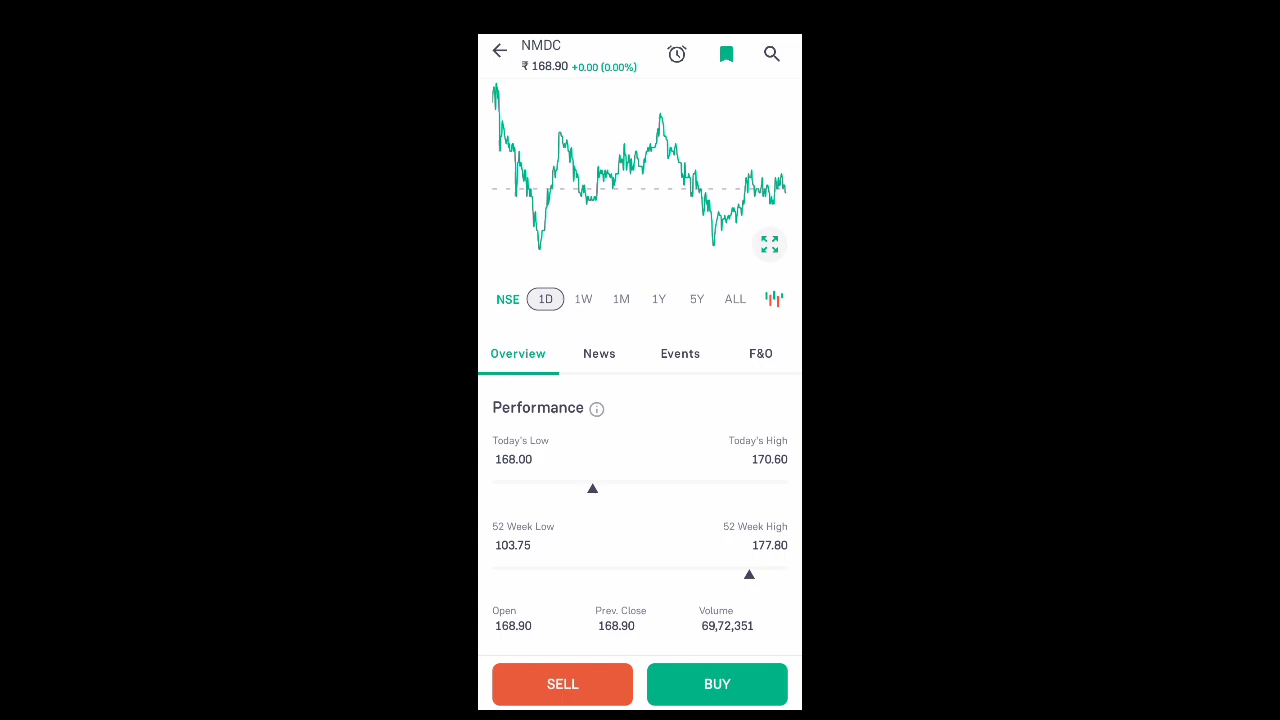 NMDC
₹ 168.90 +0.00 (0.00%)
NSE 1D 1W 1M 1Y 5Y ALL
Overview News Events F&O
Performance
Today's Low Today's High
168.00 170.60
52 Week Low 52 Week High
103.75 177.80
Open Prev. Close Volume
168.90 168.90 69,72,351
SELL BUY